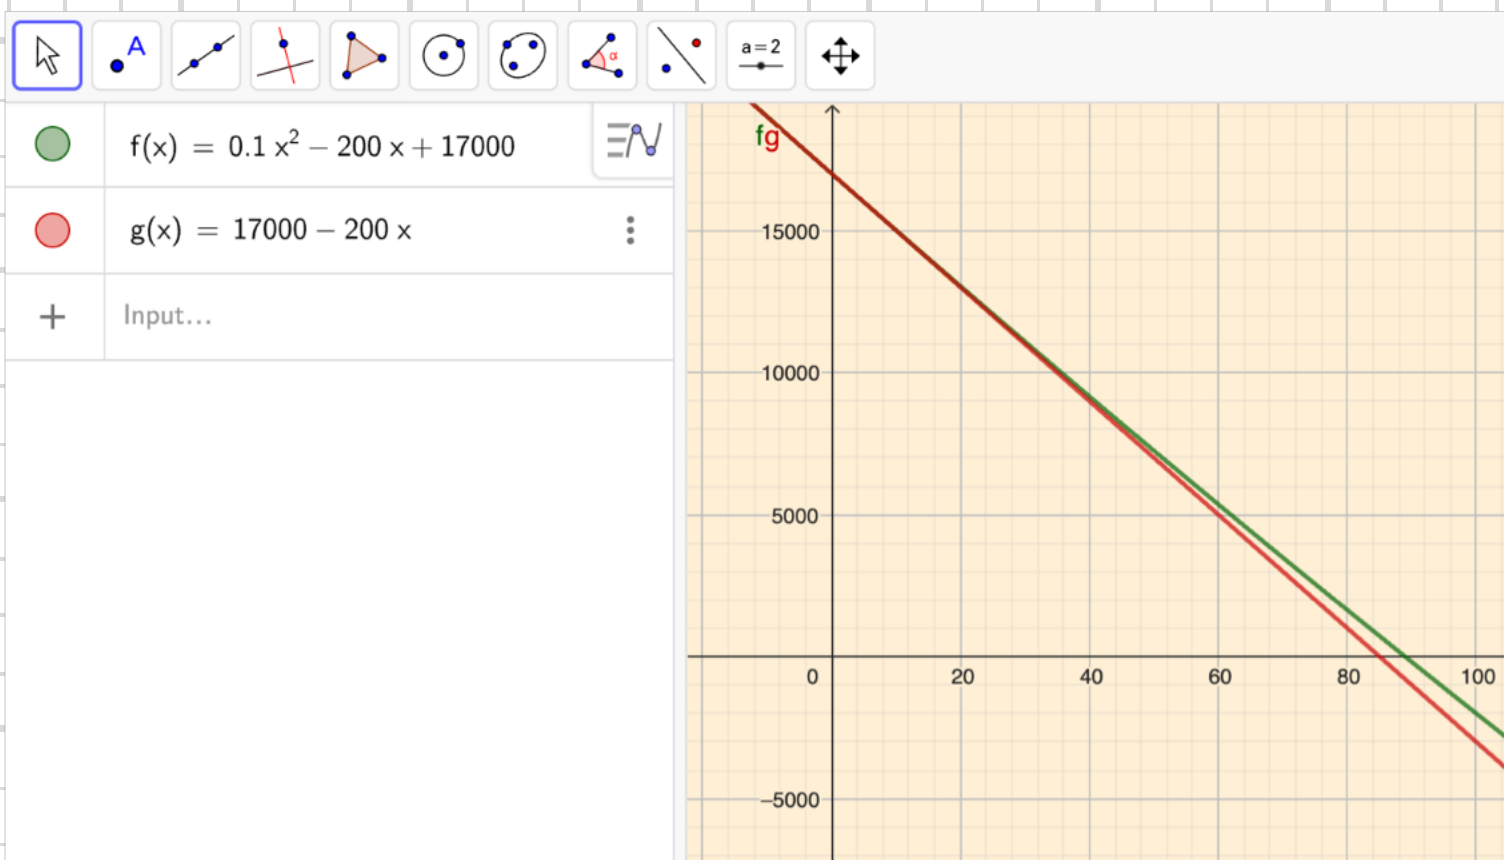 A
α
a = 2
f(x) = 0.1 x² − 200 x + 17000
g(x) = 17000 − 200 x
+ Input...
fg
15000
10000
5000
0 20 40 60 80 100
−5000